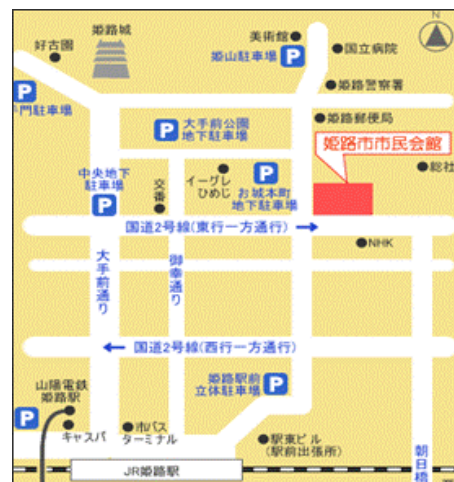 N
姫路城
美術館
好古園
国立病院
姫山駐車場
P
姫路警察署
P
門駐車場
姫路郵便局
P
大手前公園
地下駐車場
姫路市市民会館
総社
中央地下
駐車場
P
交番
イーグレ
ひめじ
P
お城本町
地下駐車場
国道2号線(東行一方通行)
NHK
大手前通り
御幸通り
国道2号線(西行一方通行)
姫路駅前
立体駐車場
P
山陽電鉄
姫路駅
P
キャスパ
市バス
ターミナル
駅東ビル
(駅前出張所)
朝日橋
JR姫路駅